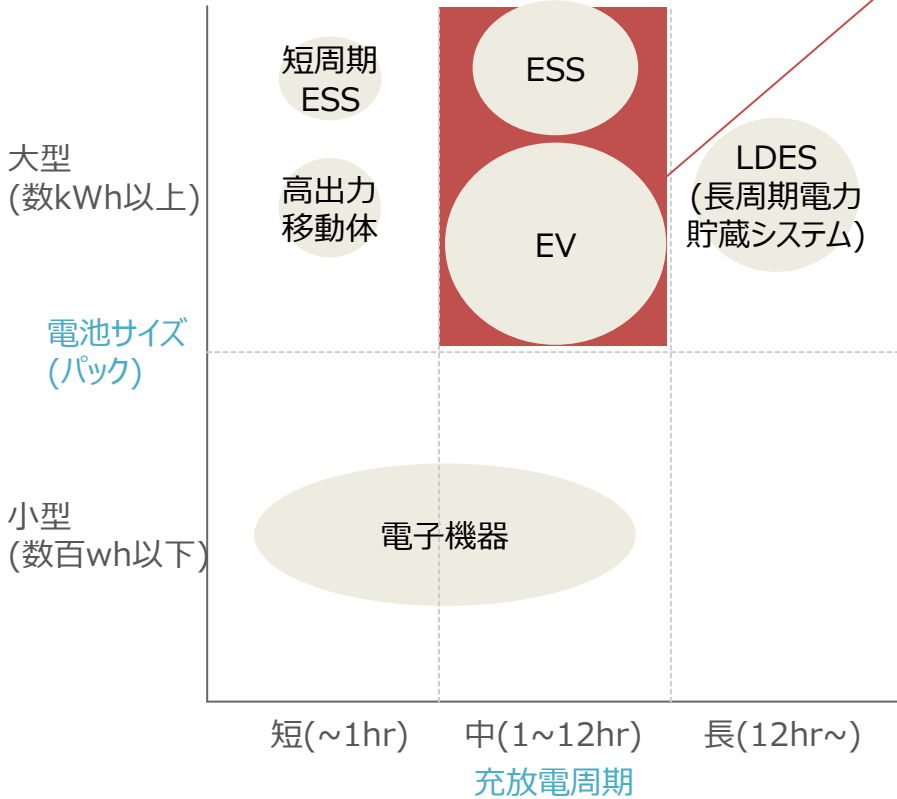 短周期
ESS
ESS
大型
(数kWh以上)
高出力
移動体
EV
LDES
(長周期電力
貯蔵システム)
電池サイズ
(パック)
小型
(数百wh以下)
電子機器
短(~1hr)
中(1~12hr)
長(12hr~)
充放電周期